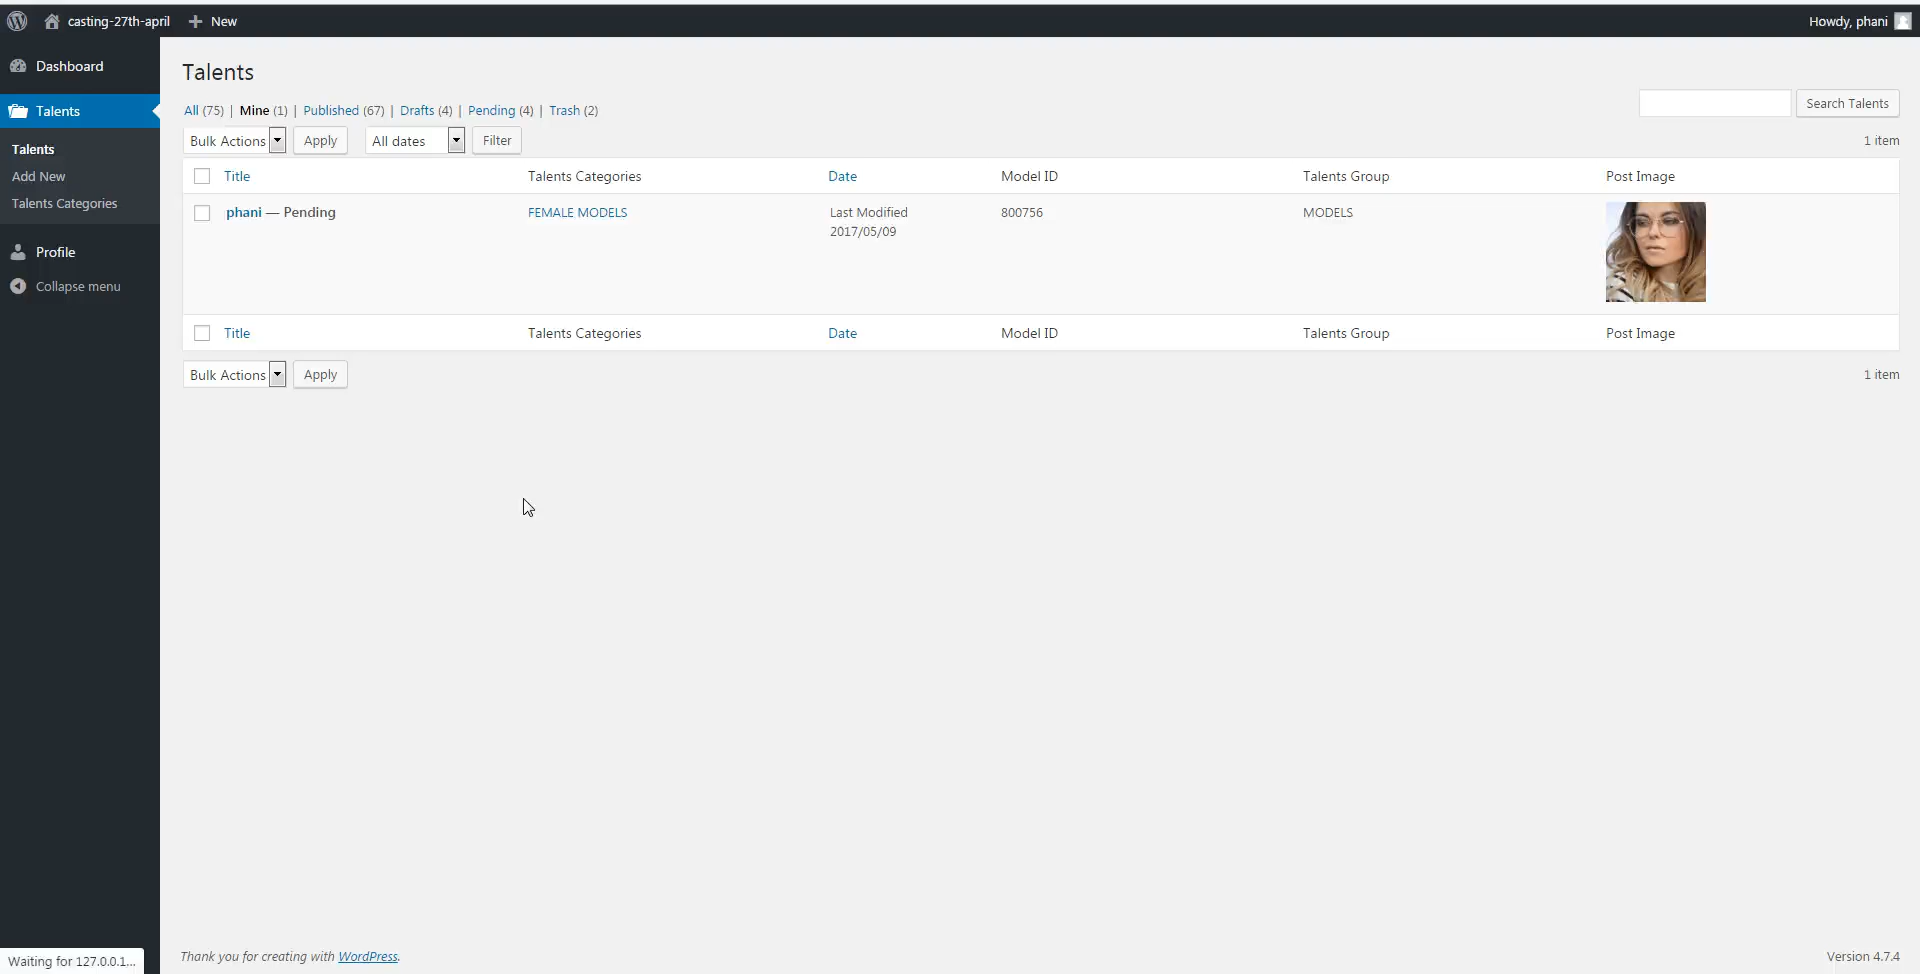 casting-27th-april New Howdy, phani
Dashboard
Talents
Talents
Add New
Talents Categories
Profile
Collapse menu
Talents
All (75) | Mine (1) | Published (67) | Drafts (4) | Pending (4) | Trash (2)
Search Talents
Bulk Actions Apply All dates Filter 1 item
Title Talents Categories Date Model ID Talents Group Post Image
phani — Pending FEMALE MODELS Last Modified 800756 MODELS
2017/05/09
Title Talents Categories Date Model ID Talents Group Post Image
Bulk Actions Apply 1 item
Thank you for creating with WordPress. Version 4.7.4
Waiting for 127.0.0.1...